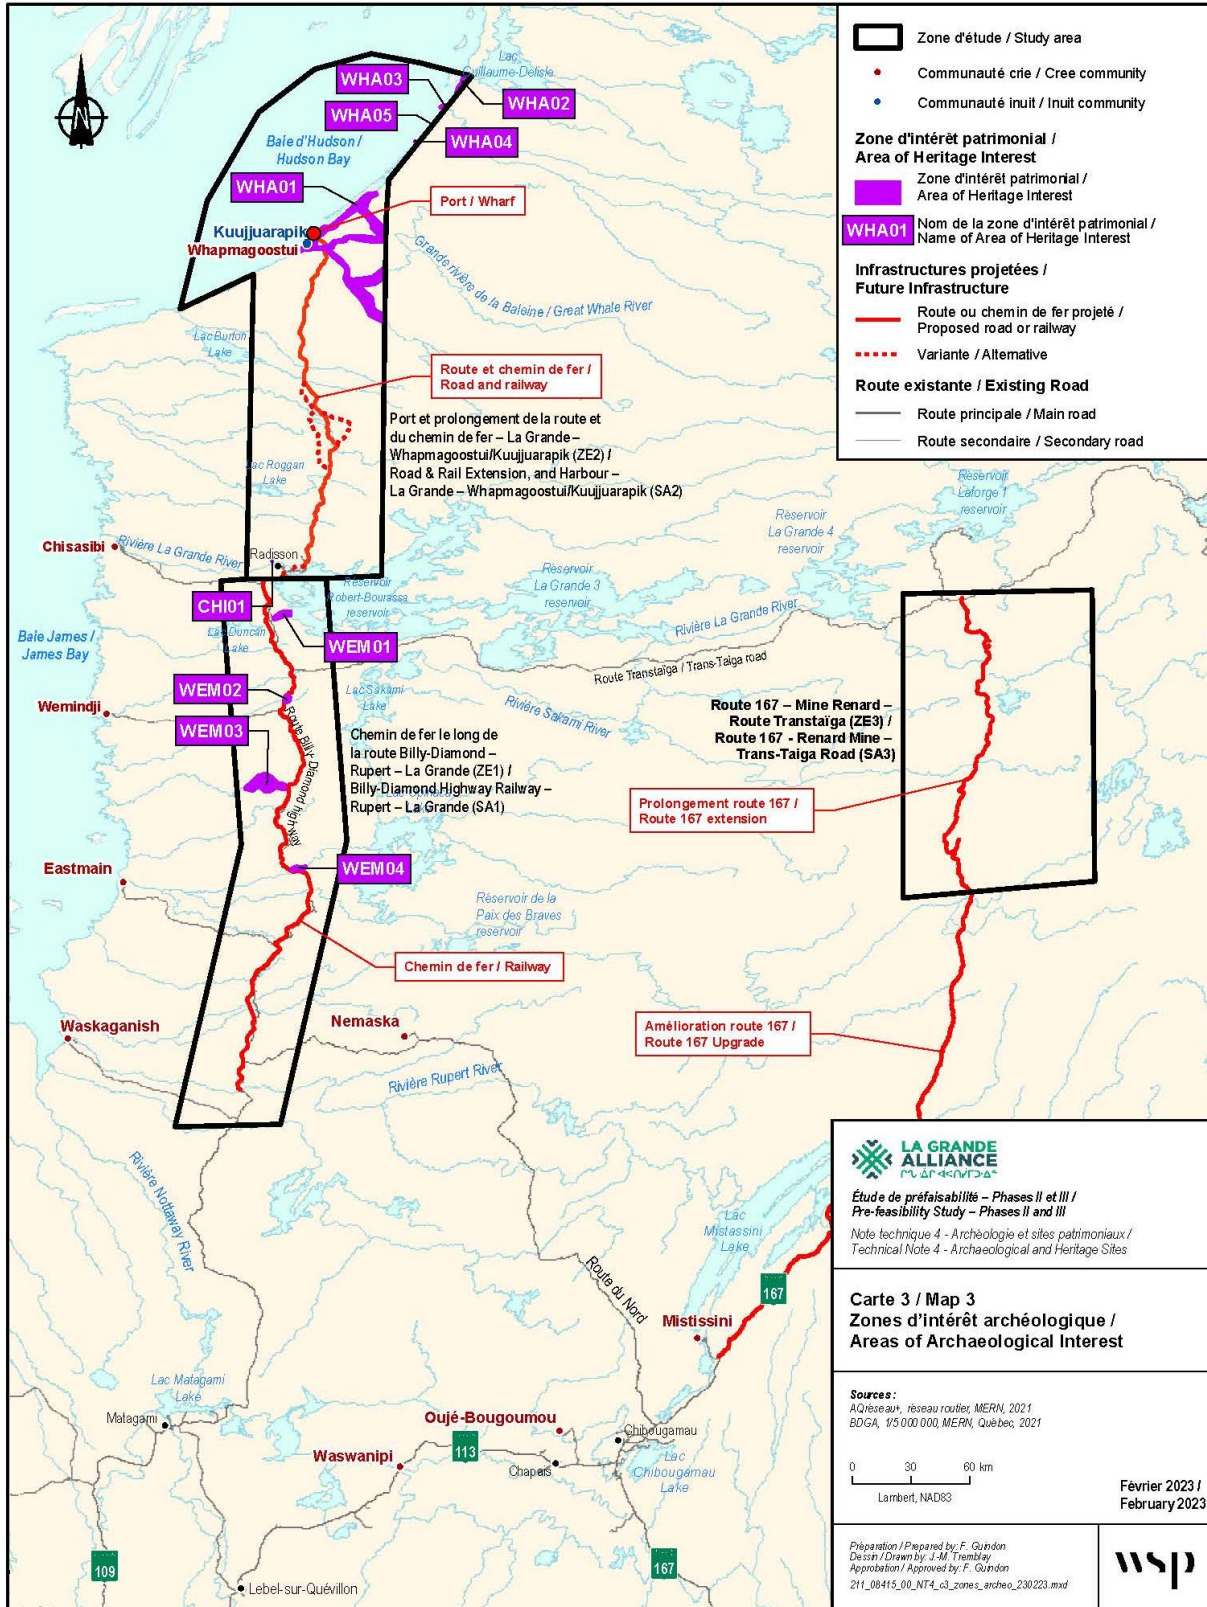 Zone d'étude / Study area
Communauté crie / Cree community
Communauté inuit / Inuit community
Zone d'intérêt patrimonial /
Area of Heritage Interest
Zone d'intérêt patrimonial /
Area of Heritage Interest
WHA01
Nom de la zone d'intérêt patrimonial /
Name of Area of Heritage Interest
Infrastructures projetées /
Future Infrastructure
Route ou chemin de fer projeté /
Proposed road or railway
Variante / Alternative
Route existante / Existing Road
Route principale / Main road
Route secondaire / Secondary road
Lac
Guillaume-Delisle
Lake
WHA03
WHA02
WHA05
WHA04
Baie d'Hudson /
Hudson Bay
WHA01
Port / Wharf
Kuujjuarapik
Whapmagoostui
Grande rivière de la Baleine / Great Whale River
Lac Burton
Lake
Route et chemin de fer /
Road and railway
Port et prolongement de la route et
du chemin de fer – La Grande –
Whapmagoostui/Kuujjuarapik (ZE2) /
Road & Rail Extension, and Harbour –
La Grande – Whapmagoostui/Kuujjuarapik (SA2)
Lac Roggan
Lake
Réservoir
Laforge 1
reservoir
Réservoir
La Grande 4
reservoir
Chisasibi
Rivière La Grande River
Radisson
Réservoir
Robert-Bourassa
reservoir
Réservoir
La Grande 3
reservoir
CHI01
Lac Duncan
Lake
WEM01
Rivière La Grande River
Baie James /
James Bay
Route Transtaïga / Trans-Taiga road
WEM02
Lac Sakami
Lake
Rivière Sakami River
Wemindji
WEM03
Route Billy-Diamond highway
Chemin de fer le long de
la route Billy-Diamond –
Rupert – La Grande (ZE1) /
Billy-Diamond Highway Railway –
Rupert – La Grande (SA1)
Route 167 – Mine Renard –
Route Transtaïga (ZE3) /
Route 167 - Renard Mine –
Trans-Taiga Road (SA3)
Prolongement route 167 /
Route 167 extension
Eastmain
WEM04
Réservoir de la
Paix des Braves
reservoir
Chemin de fer / Railway
Waskaganish
Nemaska
Amélioration route 167 /
Route 167 Upgrade
Rivière Rupert River
Rivière Nottaway River
Lac
Mistassini
Lake
Route du Nord
167
Mistissini
Lac Matagami
Lake
Matagami
Oujé-Bougoumou
Chibougamau
Waswanipi
113
Chapais
Lac
Chibougamau
Lake
109
167
Lebel-sur-Quévillon
LA GRANDE
ALLIANCE
Étude de préfaisabilité – Phases II et III /
Pre-feasibility Study – Phases II and III
Note technique 4 - Archéologie et sites patrimoniaux /
Technical Note 4 - Archaeological and Heritage Sites
Carte 3 / Map 3
Zones d'intérêt archéologique /
Areas of Archaeological Interest
Sources :
AQréseau+, réseau routier, MERN, 2021
BDGA, 1/5 000 000, MERN, Québec, 2021
0 30 60 km
Lambert, NAD83
Février 2023 /
February 2023
Préparation / Prepared by: F. Guindon
Dessin / Drawn by: J.-M. Tremblay
Approbation / Approved by: F. Guindon
211_08415_00_NT4_c3_zones_archeo_230223.mxd
wsp